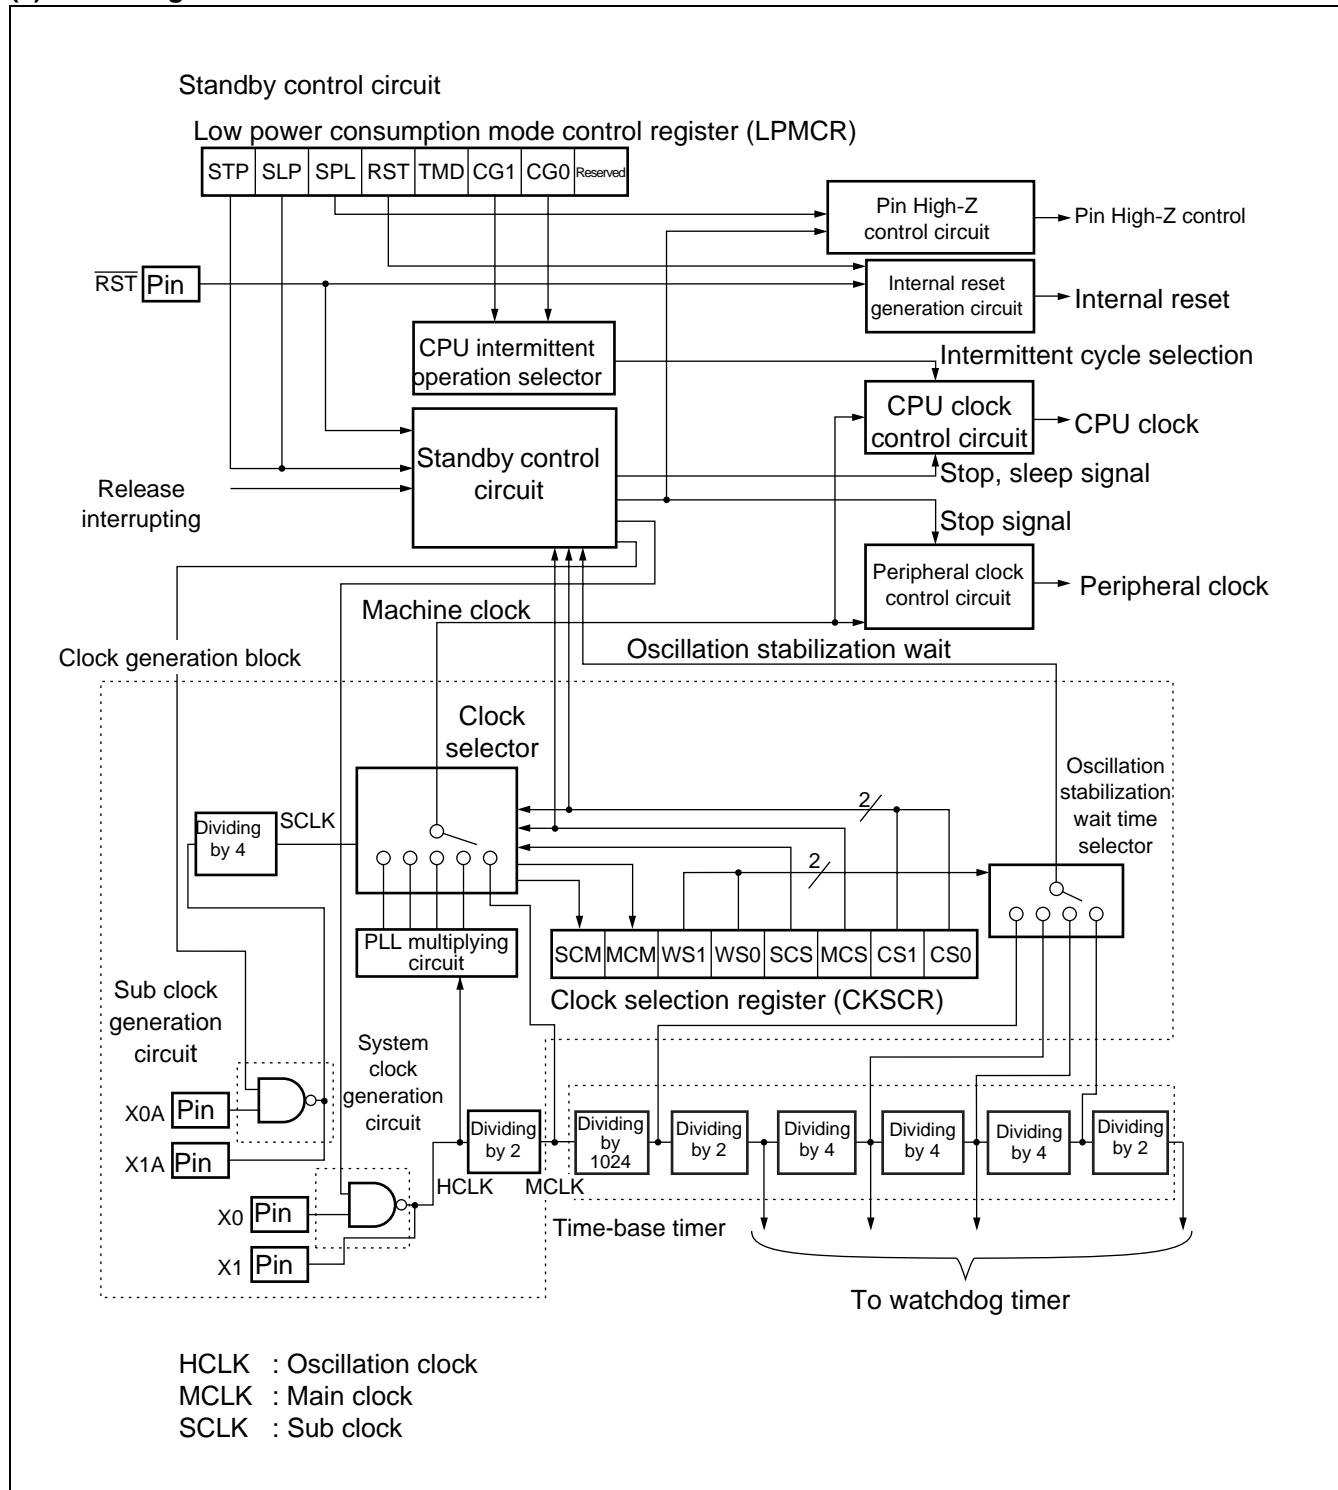 Standby control circuit
Low power consumption mode control register (LPMCR)
STP SLP SPL RST TMD CG1 CG0 Reserved
Pin High-Z
control circuit
Pin High-Z control
RST Pin
Internal reset
generation circuit
Internal reset
CPU intermittent
operation selector
Intermittent cycle selection
CPU clock
control circuit
CPU clock
Standby control
circuit
Stop, sleep signal
Release
interrupting
Stop signal
Peripheral clock
control circuit
Peripheral clock
Machine clock
Oscillation stabilization wait
Clock generation block
Clock
selector
Oscillation
stabilization
wait time
selector
2
Dividing
by 4
SCLK
2
PLL multiplying
circuit
SCM MCM WS1 WS0 SCS MCS CS1 CS0
Clock selection register (CKSCR)
Sub clock
generation
circuit
System
clock
generation
circuit
X0A Pin
X1A Pin
Dividing
by 2
Dividing
by
1024
Dividing
by 2
Dividing
by 4
Dividing
by 4
Dividing
by 4
Dividing
by 2
HCLK
MCLK
X0 Pin
X1 Pin
Time-base timer
To watchdog timer
HCLK : Oscillation clock
MCLK : Main clock
SCLK : Sub clock